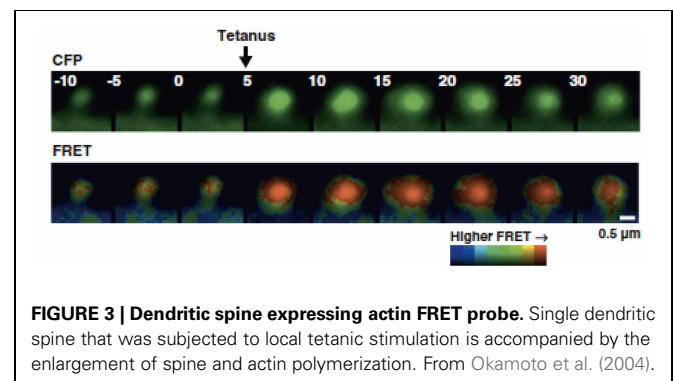 Tetanus
CFP
-10 -5 0 5 10 15 20 25 30
FRET
Higher FRET → 0.5 µm
FIGURE 3 | Dendritic spine expressing actin FRET probe. Single dendritic
spine that was subjected to local tetanic stimulation is accompanied by the
enlargement of spine and actin polymerization. From Okamoto et al. (2004).